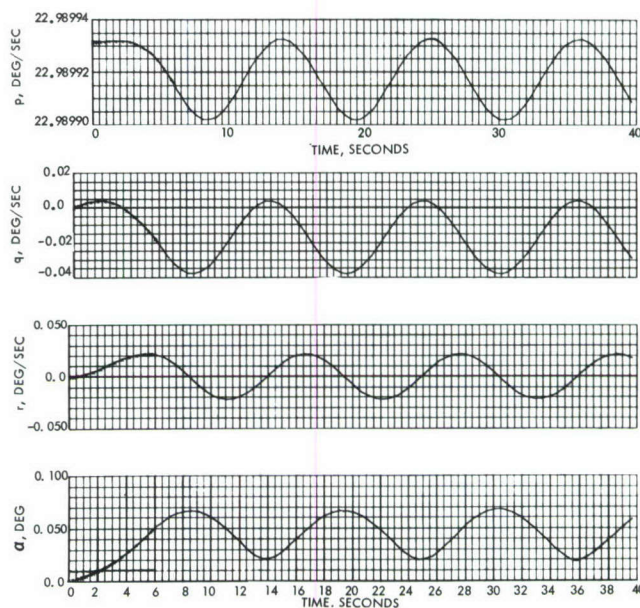 22.98994
22.98992
22.98990
p, DEG/SEC
0 10 20 30 40
TIME, SECONDS
0.02
0.0
-0.02
-0.04
q, DEG/SEC
0.050
0.0
-0.050
r, DEG/SEC
0.100
0.050
0.0
α, DEG
0 2 4 6 8 10 12 14 16 18 20 22 24 26 28 30 32 34 36 38 40
TIME. SECONDS